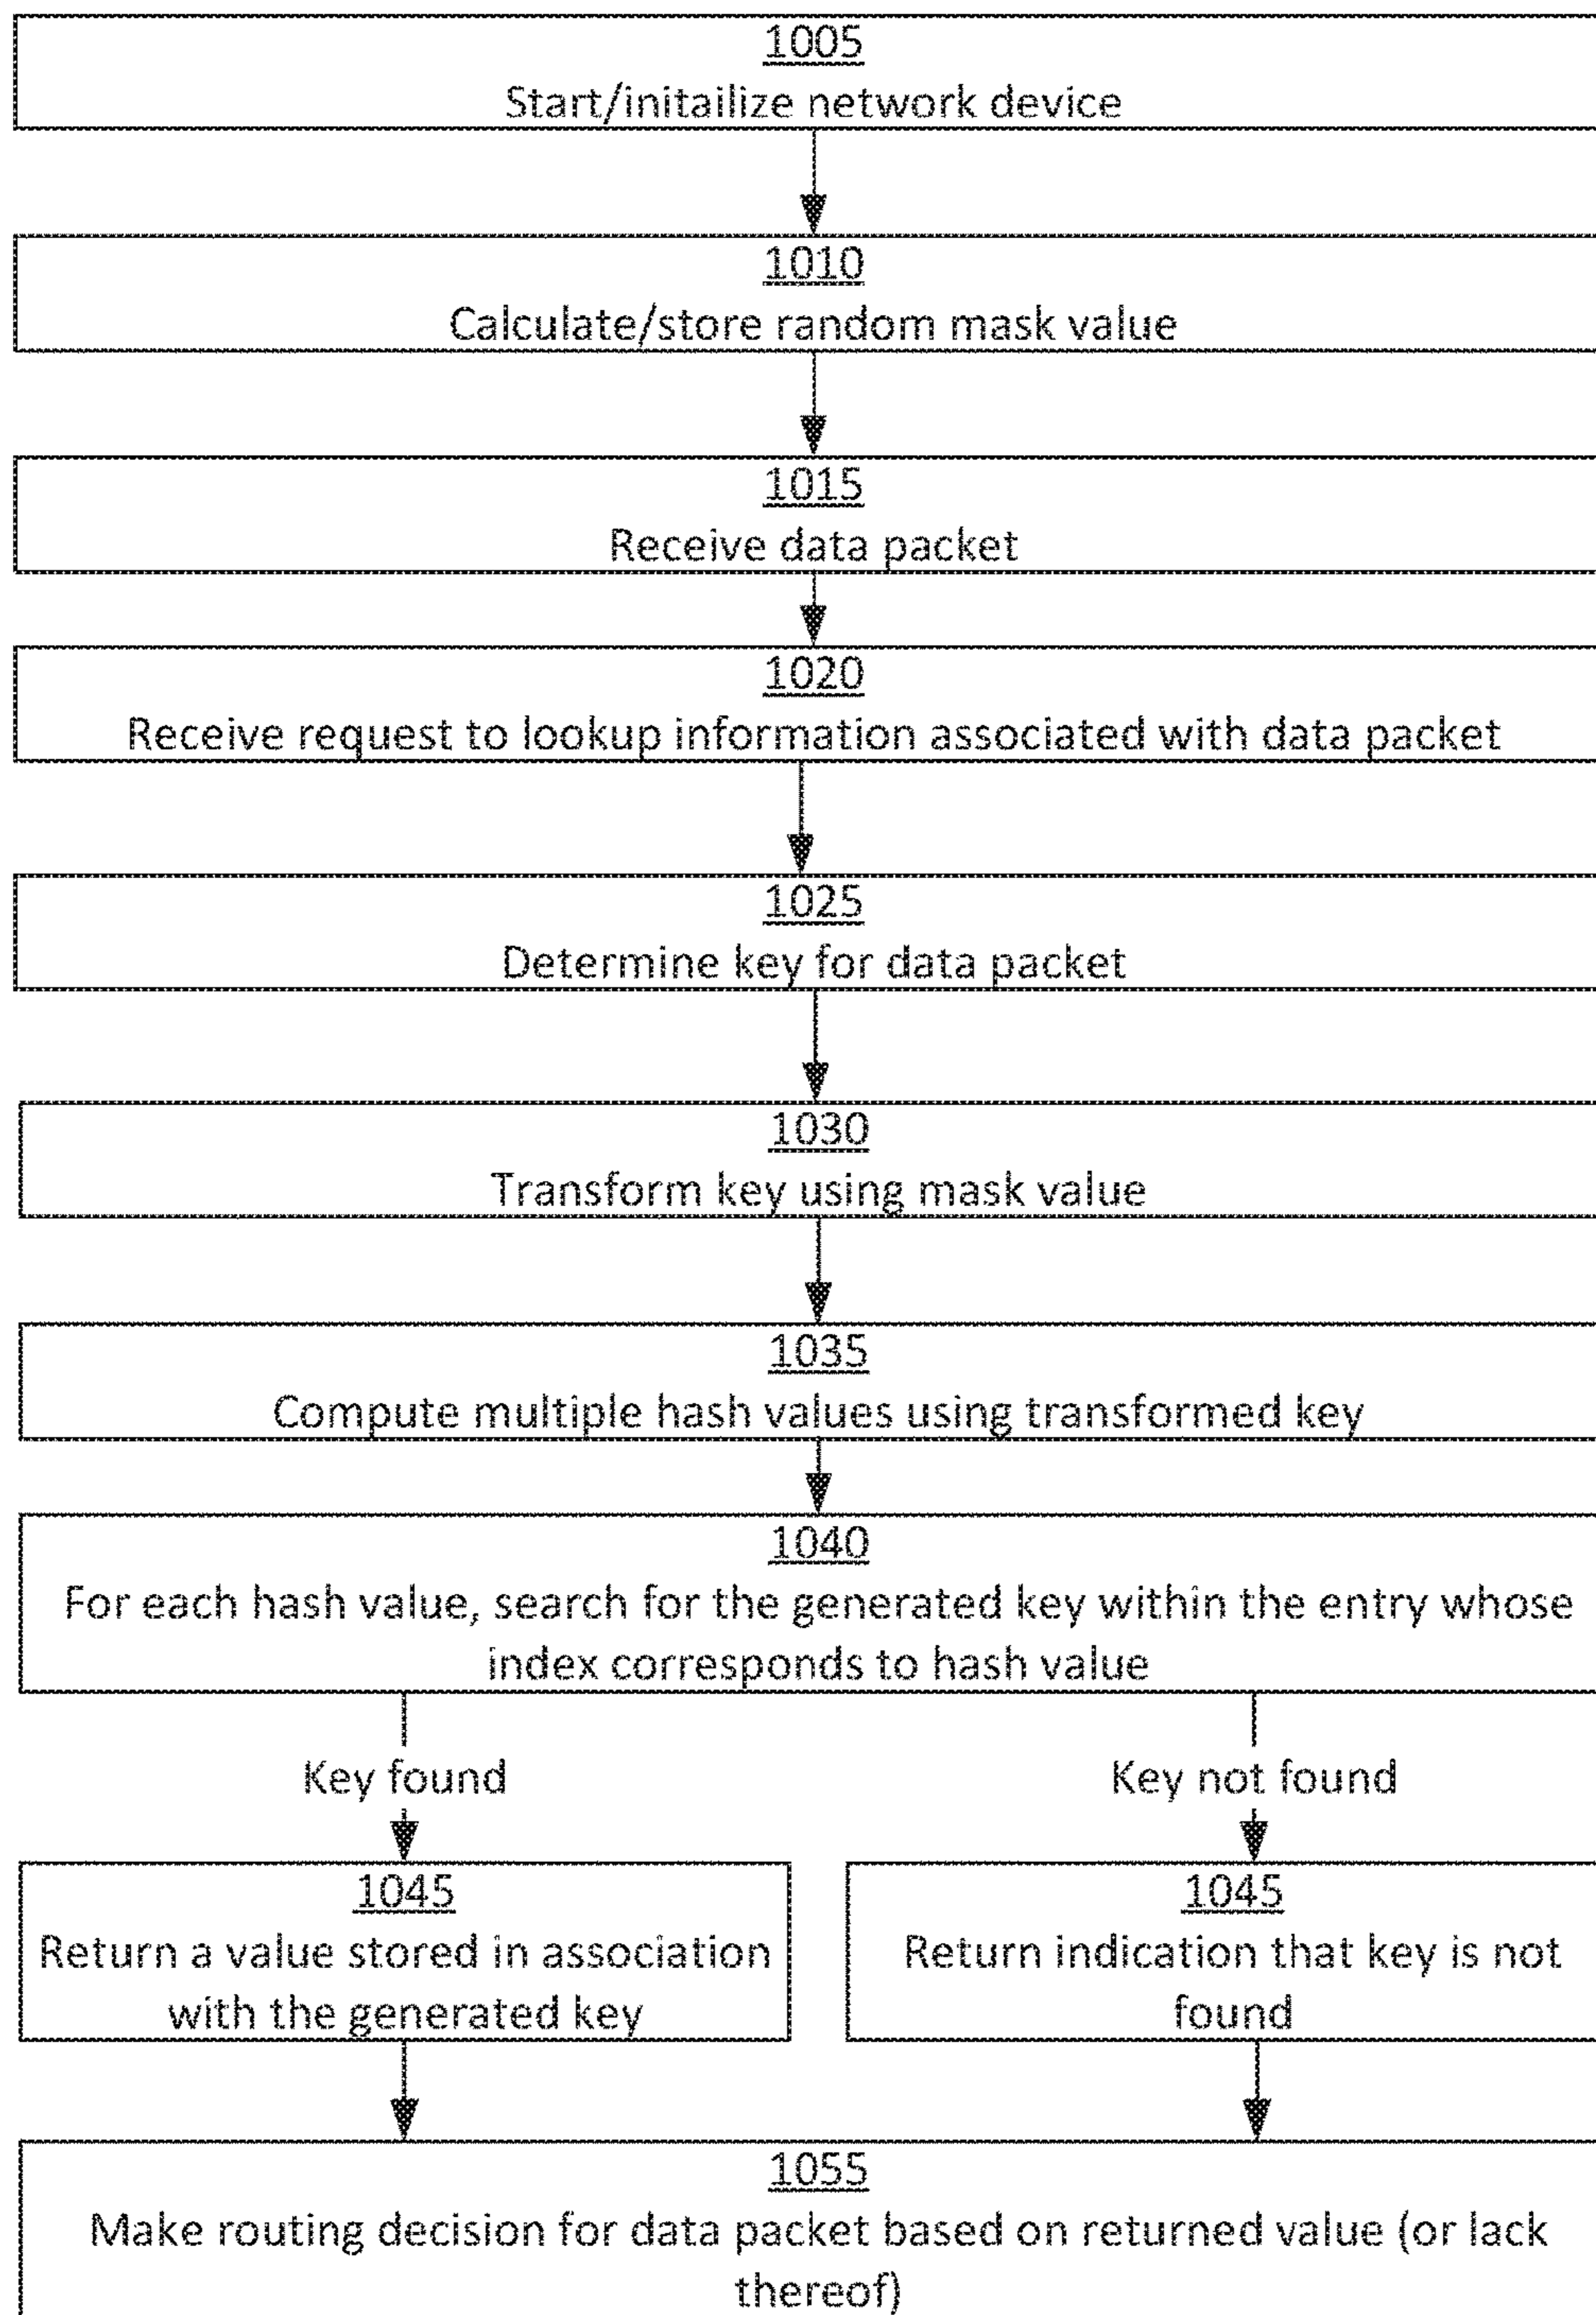 1005
Start/initailize network device
1010
Calculate/store random mask value
1015
Receive data packet
1020
Receive request to lookup information associated with data packet
1025
Determine key for data packet
1030
Transform key using mask value
1035
Compute multiple hash values using transformed key
1040
For each hash value, search for the generated key within the entry whose
index corresponds to hash value
Key found
Key not found
1045
Return a value stored in association
with the generated key
1045
Return indication that key is not
found
1055
Make routing decision for data packet based on returned value (or lack
thereof)